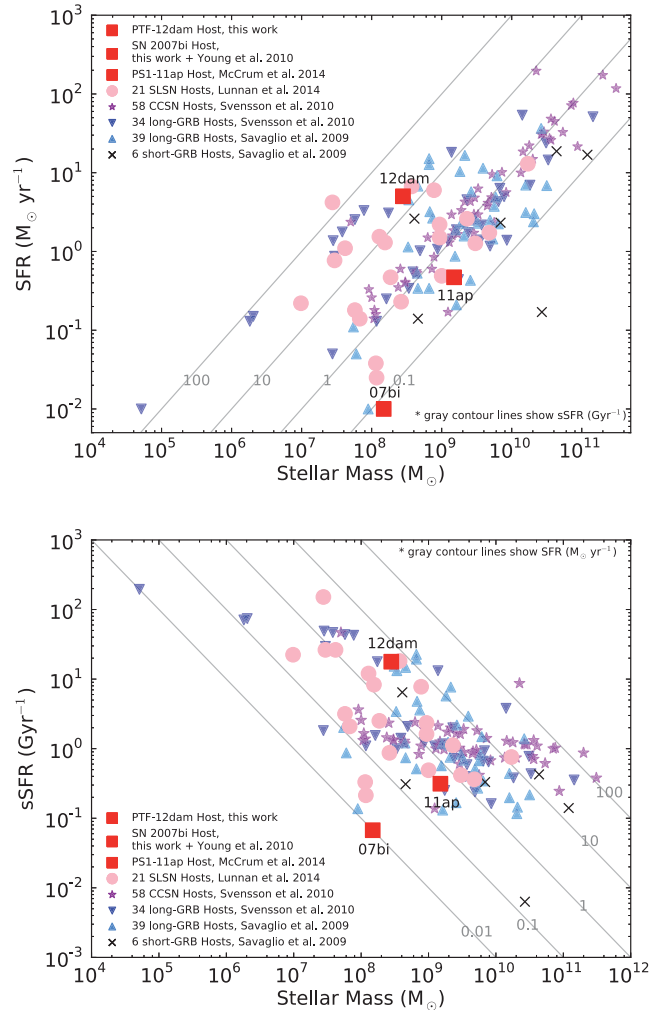 10³
10²
10¹
10⁰
10⁻¹
10⁻²
SFR (M⊙ yr⁻¹)
PTF-12dam Host, this work
SN 2007bi Host,
this work + Young et al. 2010
PS1-11ap Host, McCrum et al. 2014
21 SLSN Hosts, Lunnan et al. 2014
58 CCSN Hosts, Svensson et al. 2010
34 long-GRB Hosts, Svensson et al. 2010
39 long-GRB Hosts, Savaglio et al. 2009
6 short-GRB Hosts, Savaglio et al. 2009
12dam
11ap
07bi
100
10
1
0.1
* gray contour lines show sSFR (Gyr⁻¹)
10⁴ 10⁵ 10⁶ 10⁷ 10⁸ 10⁹ 10¹⁰ 10¹¹
Stellar Mass (M⊙)
10³
10²
10¹
10⁰
10⁻¹
10⁻²
10⁻³
sSFR (Gyr⁻¹)
* gray contour lines show SFR (M⊙ yr⁻¹)
12dam
11ap
07bi
100
10
1
0.1
0.01
PTF-12dam Host, this work
SN 2007bi Host,
this work + Young et al. 2010
PS1-11ap Host, McCrum et al. 2014
21 SLSN Hosts, Lunnan et al. 2014
58 CCSN Hosts, Svensson et al. 2010
34 long-GRB Hosts, Svensson et al. 2010
39 long-GRB Hosts, Savaglio et al. 2009
6 short-GRB Hosts, Savaglio et al. 2009
10⁴ 10⁵ 10⁶ 10⁷ 10⁸ 10⁹ 10¹⁰ 10¹¹ 10¹²
Stellar Mass (M⊙)